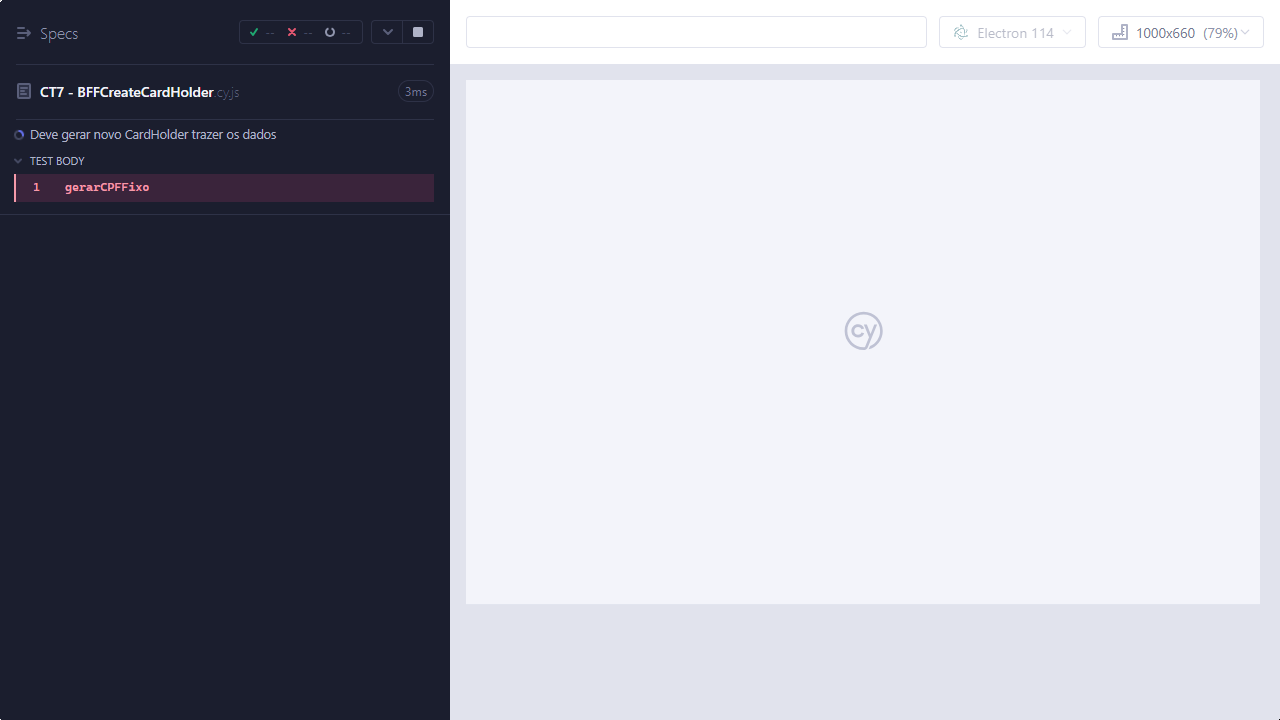 Specs
--
--
--
Electron 114
1000x660 (79%)
CT7 - BFFCreateCardHolder.cy.js
3ms
Deve gerar novo CardHolder trazer os dados
TEST BODY
1 gerarCPFFixo
cy